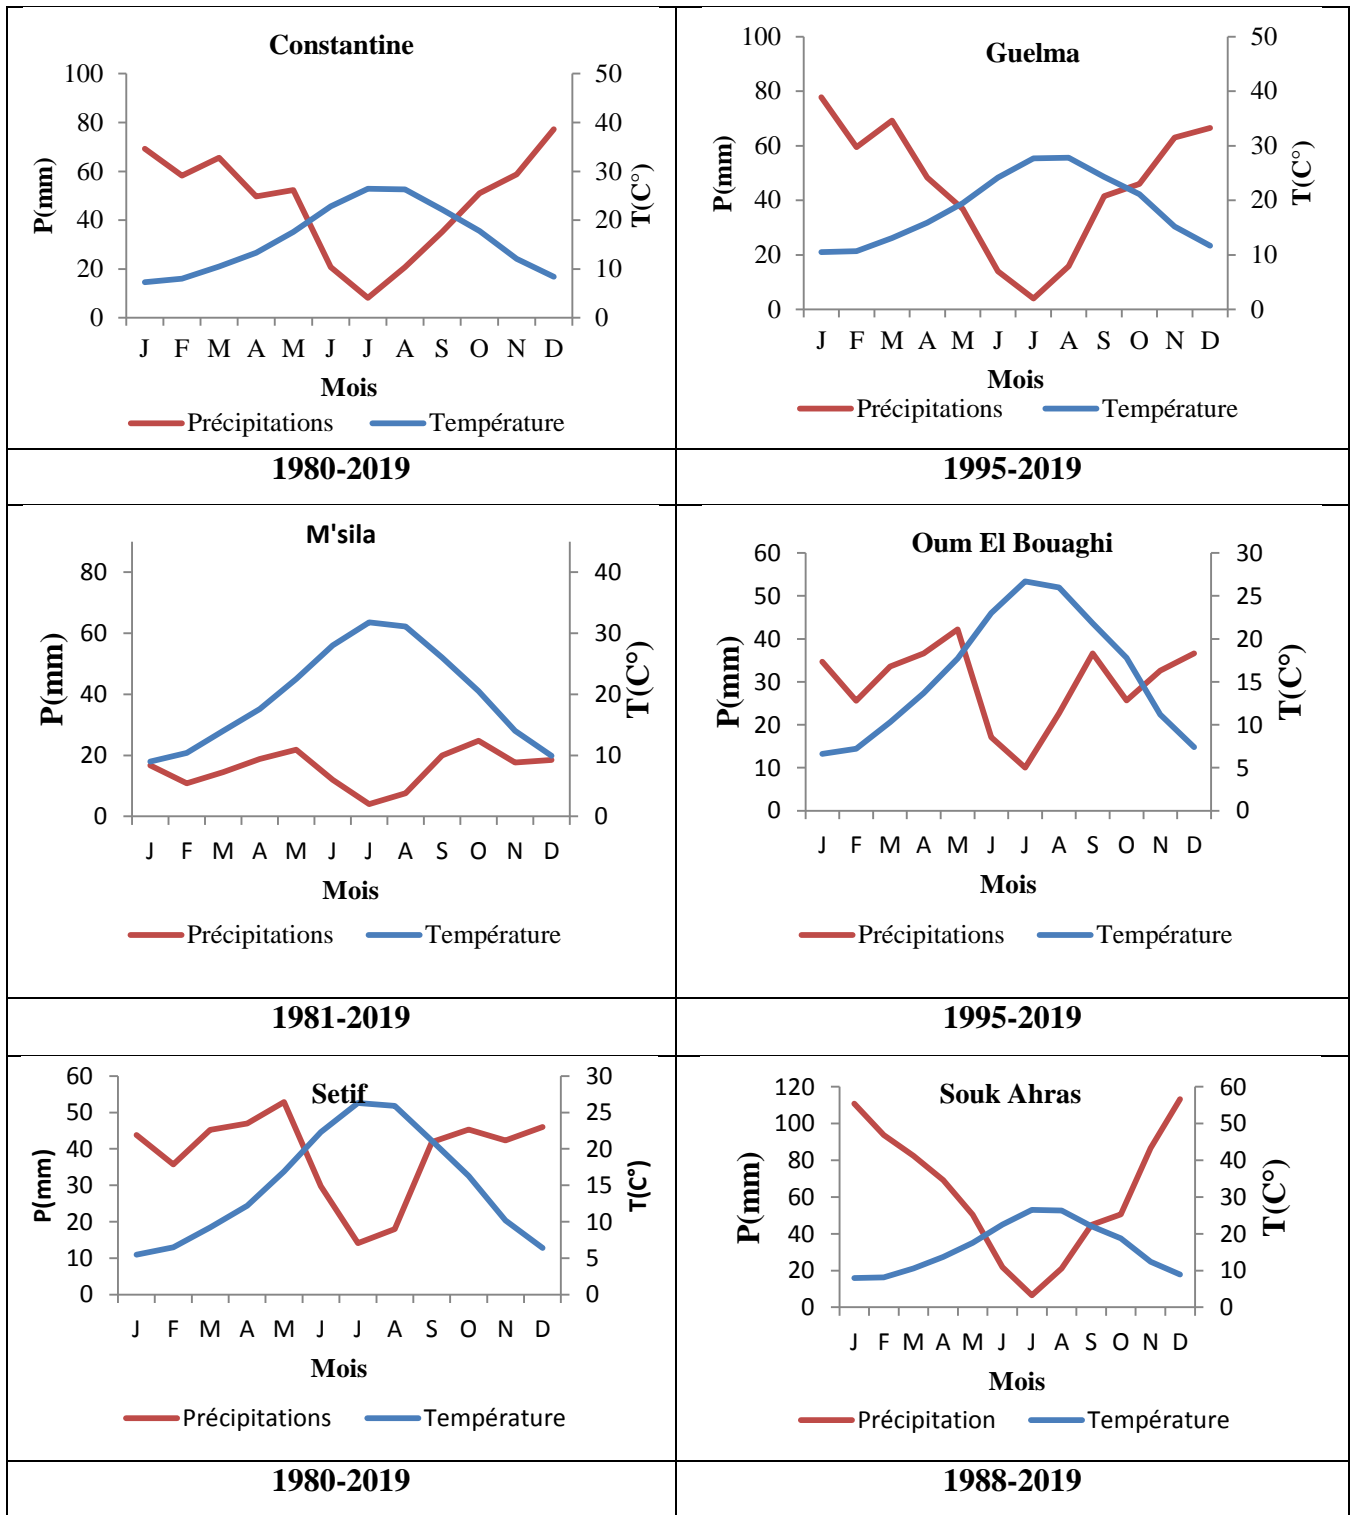 Constantine
P(mm)
100
80
60
40
20
0
50
40
30
20
10
0
T(C°)
J F M A M J J A S O N D
Mois
Précipitations Température
1980-2019
Guelma
P(mm)
100
80
60
40
20
0
50
40
30
20
10
0
T(C°)
J F M A M J J A S O N D
Mois
Précipitations Température
1995-2019
M'sila
P(mm)
80
60
40
20
0
40
30
20
10
0
T(C°)
J F M A M J J A S O N D
Mois
Précipitations Température
1981-2019
Oum El Bouaghi
P(mm)
60
50
40
30
20
10
0
30
25
20
15
10
5
0
T(C°)
J F M A M J J A S O N D
Mois
Précipitations Température
1995-2019
Setif
P(mm)
60
50
40
30
20
10
0
30
25
20
15
10
5
0
T(C°)
J F M A M J J A S O N D
Mois
Précipitations Température
1980-2019
Souk Ahras
P(mm)
120
100
80
60
40
20
0
60
50
40
30
20
10
0
T(C°)
J F M A M J J A S O N D
Mois
Précipitation Température
1988-2019